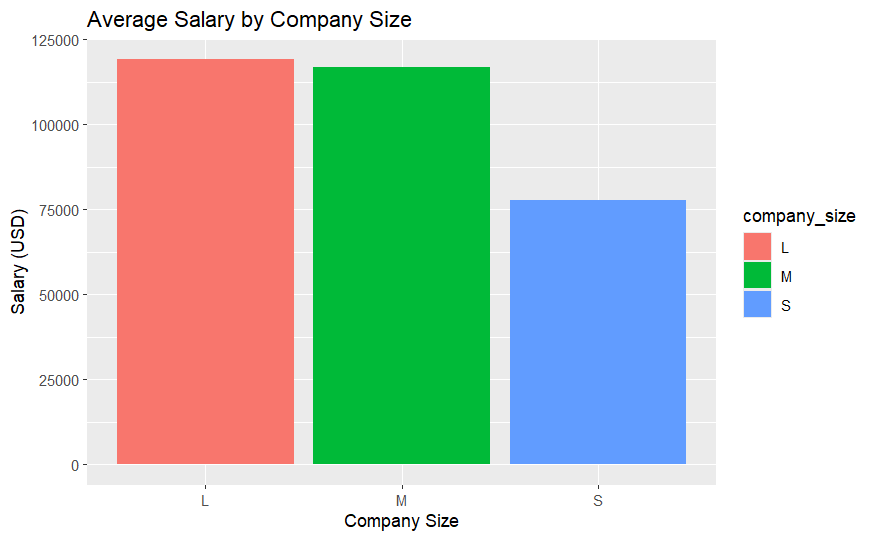 Average Salary by Company Size
125000
100000
75000
50000
25000
0
Salary (USD)
L
M
S
Company Size
company_size
L
M
S